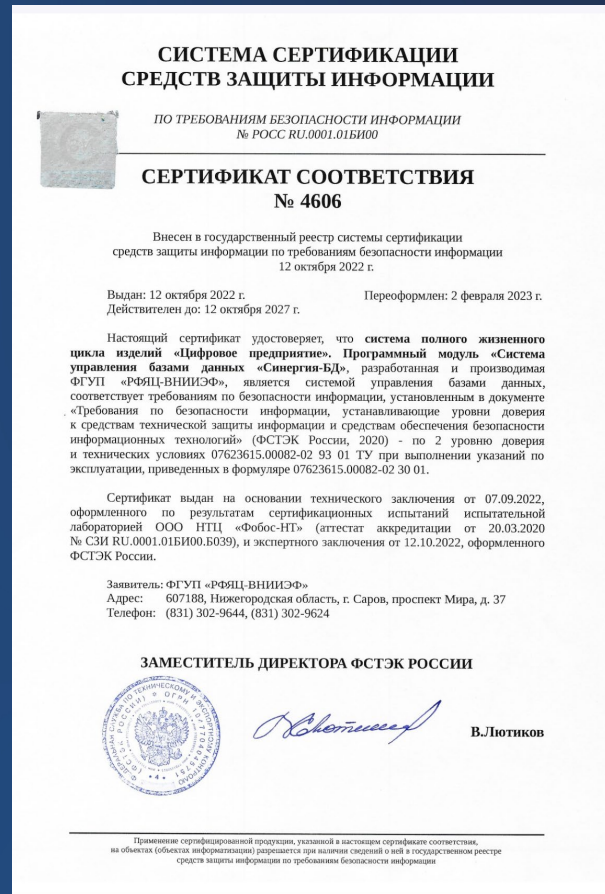 СИСТЕМА СЕРТИФИКАЦИИ
СРЕДСТВ ЗАЩИТЫ ИНФОРМАЦИИ
ПО ТРЕБОВАНИЯМ БЕЗОПАСНОСТИ ИНФОРМАЦИИ
№ РОСС RU.0001.01БИ00
СЕРТИФИКАТ СООТВЕТСТВИЯ
№ 4606
Внесен в государственный реестр системы сертификации
средств защиты информации по требованиям безопасности информации
12 октября 2022 г.
Выдан: 12 октября 2022 г. Переоформлен: 2 февраля 2023 г.
Действителен до: 12 октября 2027 г.
Настоящий сертификат удостоверяет, что система полного жизненного
цикла изделий «Цифровое предприятие». Программный модуль «Система
управления базами данных «Синергия-БД», разработанная и производимая
ФГУП «РФЯЦ-ВНИИЭФ», является системой управления базами данных,
соответствует требованиям по безопасности информации, установленным в документе
«Требования по безопасности информации, устанавливающие уровни доверия
к средствам технической защиты информации и средствам обеспечения безопасности
информационных технологий» (ФСТЭК России, 2020) - по 2 уровню доверия
и технических условиях 07623615.00082-02 93 01 ТУ при выполнении указаний по
эксплуатации, приведенных в формуляре 07623615.00082-02 30 01.
Сертификат выдан на основании технического заключения от 07.09.2022,
оформленного по результатам сертификационных испытаний испытательной
лабораторией ООО НТЦ «Фобос-НТ» (аттестат аккредитации от 20.03.2020
№ СЗИ RU.0001.01БИ00.Б039), и экспертного заключения от 12.10.2022, оформленного
ФСТЭК России.
Заявитель: ФГУП «РФЯЦ-ВНИИЭФ»
Адрес: 607188, Нижегородская область, г. Саров, проспект Мира, д. 37
Телефон: (831) 302-9644, (831) 302-9624
ЗАМЕСТИТЕЛЬ ДИРЕКТОРА ФСТЭК РОССИИ
В.Лютиков
Применение сертифицированной продукции, указанной в настоящем сертификате соответствия,
на объектах (объектах информатизации) разрешается при наличии сведений о ней в государственном реестре
средств защиты информации по требованиям безопасности информации